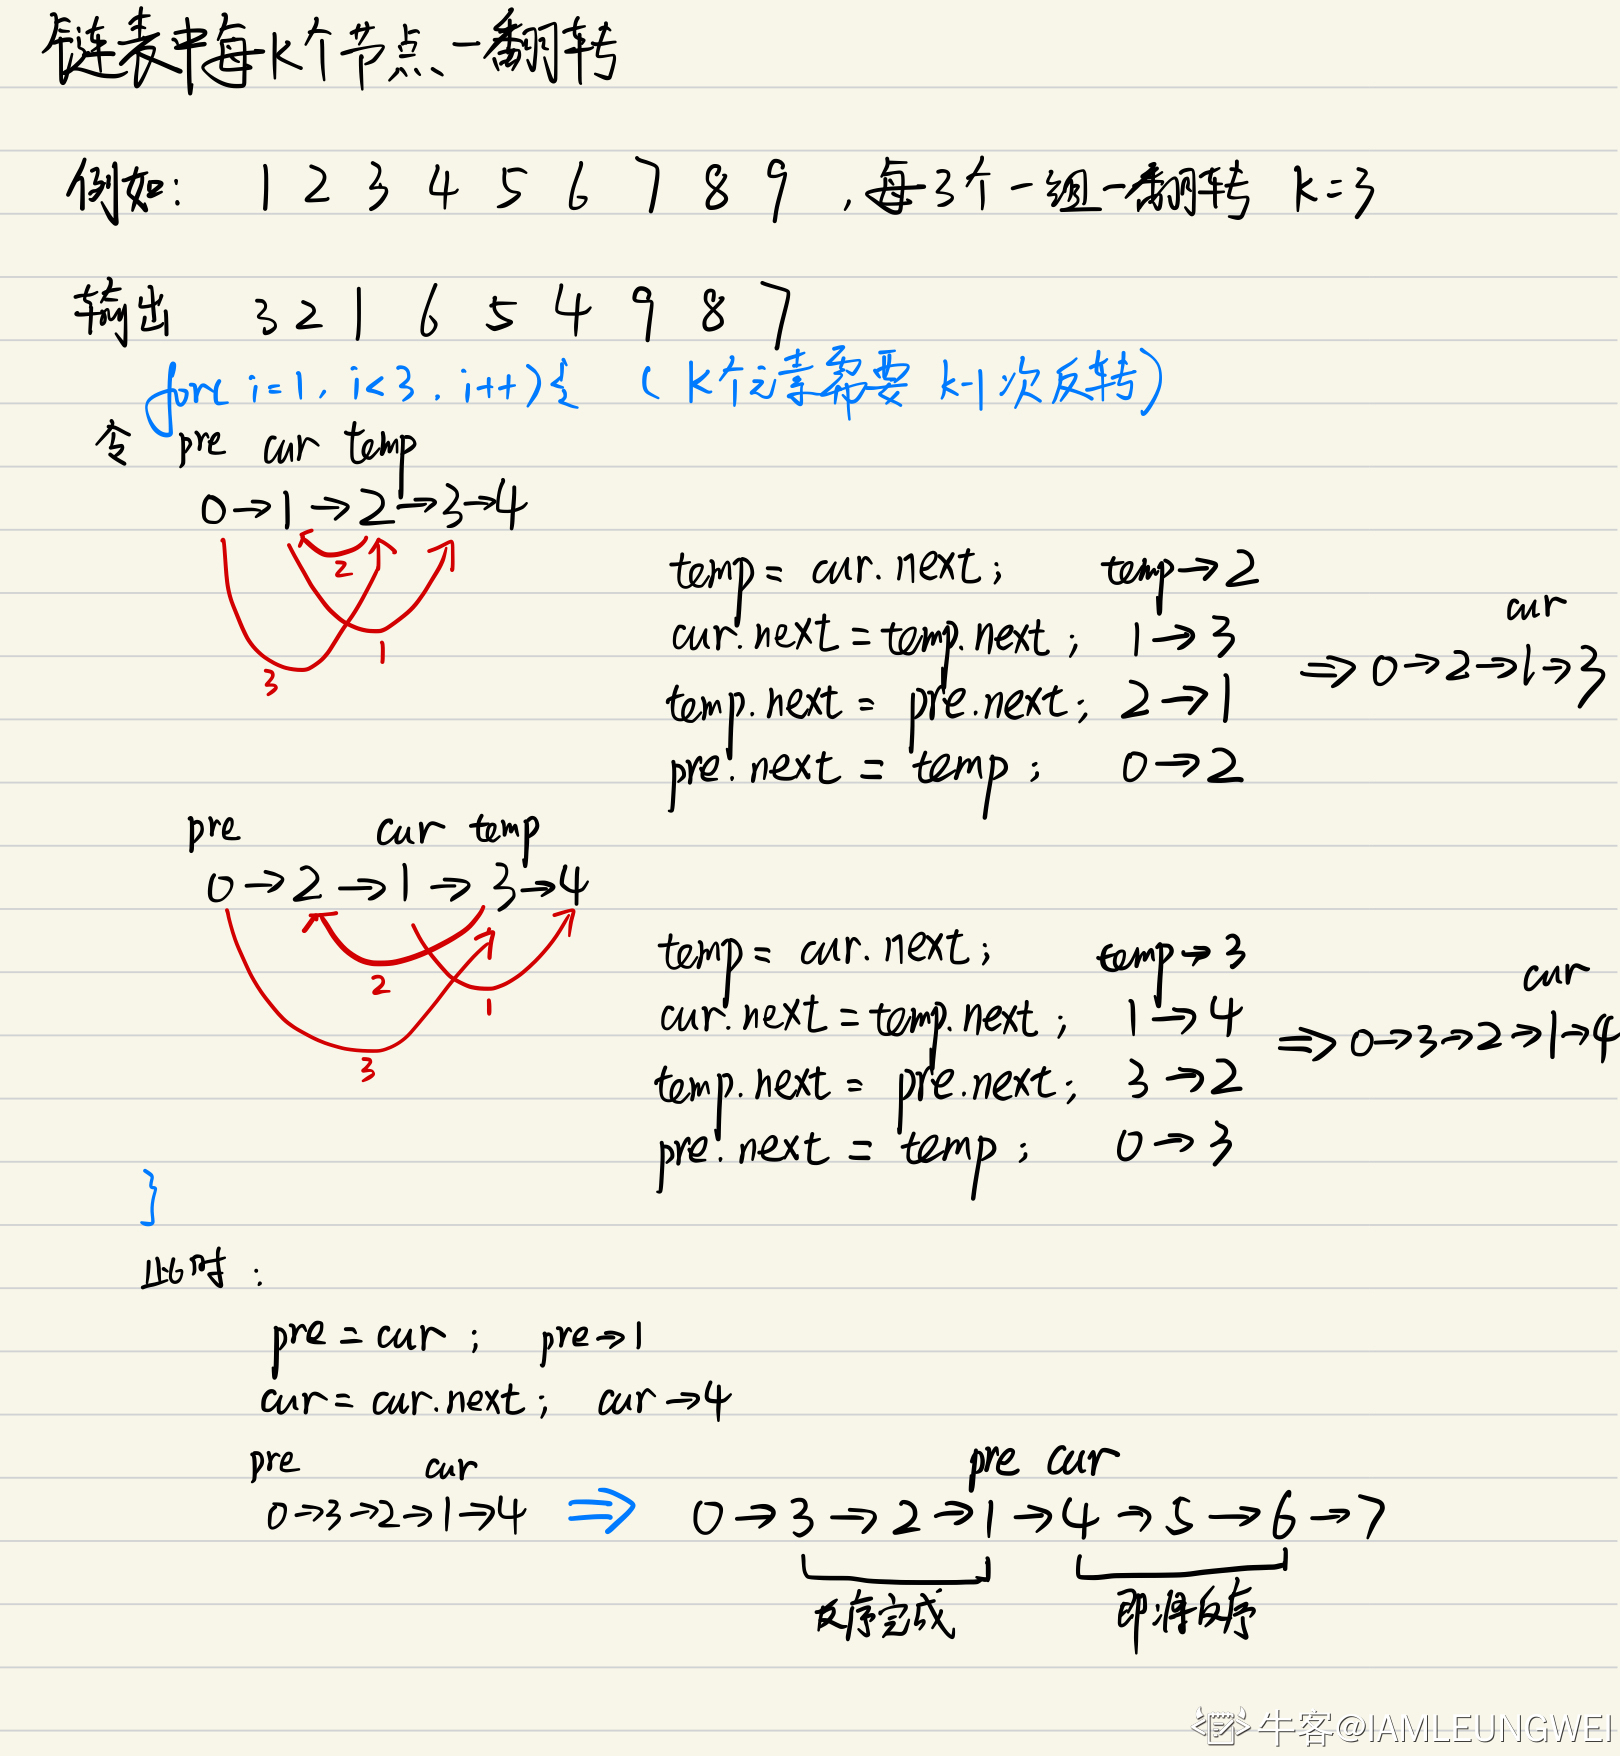 链表中每K个节点一翻转
例如: 1 2 3 4 5 6 7 8 9 ,每3个一组一翻转 K=3
输出 3 2 1 6 5 4 9 8 7
for( i=1, i<3, i++){ ( K个元素需要 k-1次反转)
令 pre cur temp
0→1→2→3→4
2
1
3
temp = cur.next; temp→2
cur.next = temp.next; 1→3
temp.next = pre.next; 2→1
pre.next = temp; 0→2
cur
⇒ 0→2→1→3
pre cur temp
0→2→1→3→4
2
1
3
temp = cur.next; temp→3
cur.next = temp.next; 1→4
temp.next = pre.next; 3→2
pre.next = temp; 0→3
cur
⇒ 0→3→2→1→4
}
此时:
pre = cur; pre→1
cur = cur.next; cur→4
pre cur
0→3→2→1→4 ⇒
pre cur
0→3→2→1→4→5→6→7
反序完成 即将反序
牛客@IAMLEUNGWEI